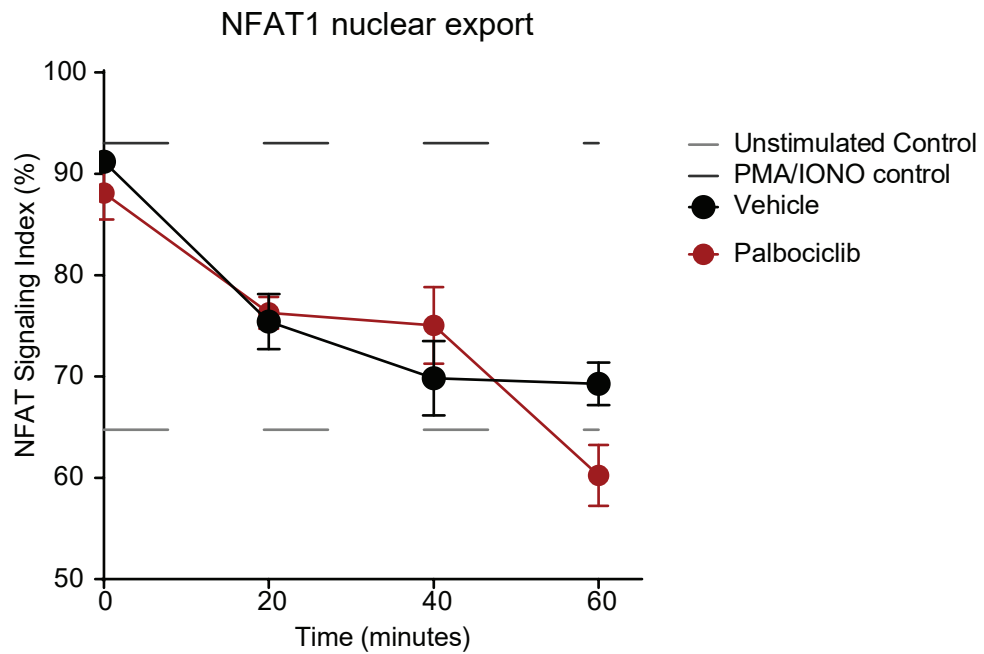 NFAT1 nuclear export
NFAT Signaling Index (%)
100
90
80
70
60
50
0
20
40
60
Time (minutes)
Unstimulated Control
PMA/IONO control
Vehicle
Palbociclib